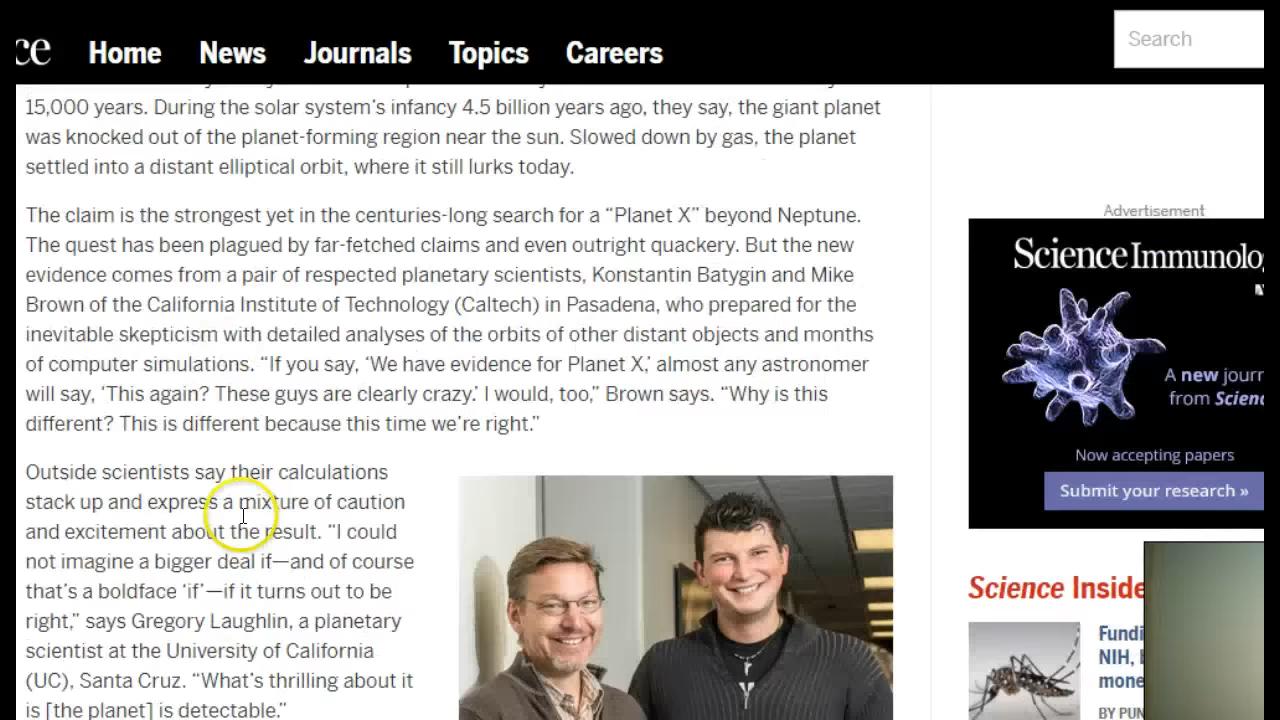 ce Home News Journals Topics Careers Search
15,000 years. During the solar system's infancy 4.5 billion years ago, they say, the giant planet
was knocked out of the planet-forming region near the sun. Slowed down by gas, the planet
settled into a distant elliptical orbit, where it still lurks today.
The claim is the strongest yet in the centuries-long search for a “Planet X” beyond Neptune.
The quest has been plagued by far-fetched claims and even outright quackery. But the new
evidence comes from a pair of respected planetary scientists, Konstantin Batygin and Mike
Brown of the California Institute of Technology (Caltech) in Pasadena, who prepared for the
inevitable skepticism with detailed analyses of the orbits of other distant objects and months
of computer simulations. “If you say, ‘We have evidence for Planet X,’ almost any astronomer
will say, ‘This again? These guys are clearly crazy.’ I would, too,” Brown says. “Why is this
different? This is different because this time we’re right.”
Outside scientists say their calculations
stack up and express a mixture of caution
and excitement about the result. “I could
not imagine a bigger deal if—and of course
that’s a boldface ‘if’—if it turns out to be
right,” says Gregory Laughlin, a planetary
scientist at the University of California
(UC), Santa Cruz. “What’s thrilling about it
is [the planet] is detectable.”
Advertisement
Science Immunolo
A new journ
from Scienc
Now accepting papers
Submit your research »
Science Inside
Fundi
NIH,
mone
BY PUN